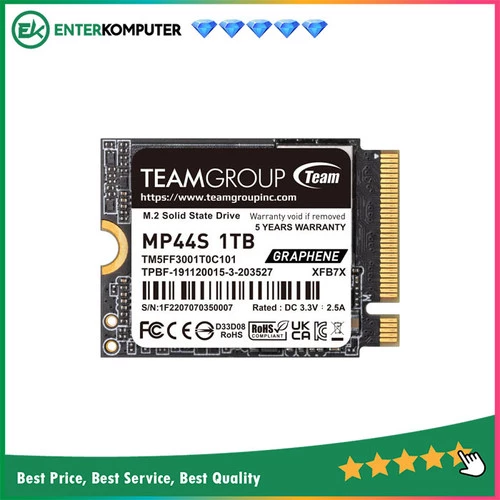 EK ENTERKOMPUTER
TEAMGROUP Team
https://www.teamgroupinc.com
M.2 Solid State Drive
Warranty void if removed
5 YEARS WARRANTY
MP44S 1TB
GRAPHENE
TM5FF3001T0C101
TPBF-191120015-3-203527 XFB7X
S/N:1F2207070350007 Rated : DC 3.3V ⎓ 2.5A
D33D08
RoHS
RoHS
COMPLIANT
UK
CA
Best Price, Best Service, Best Quality